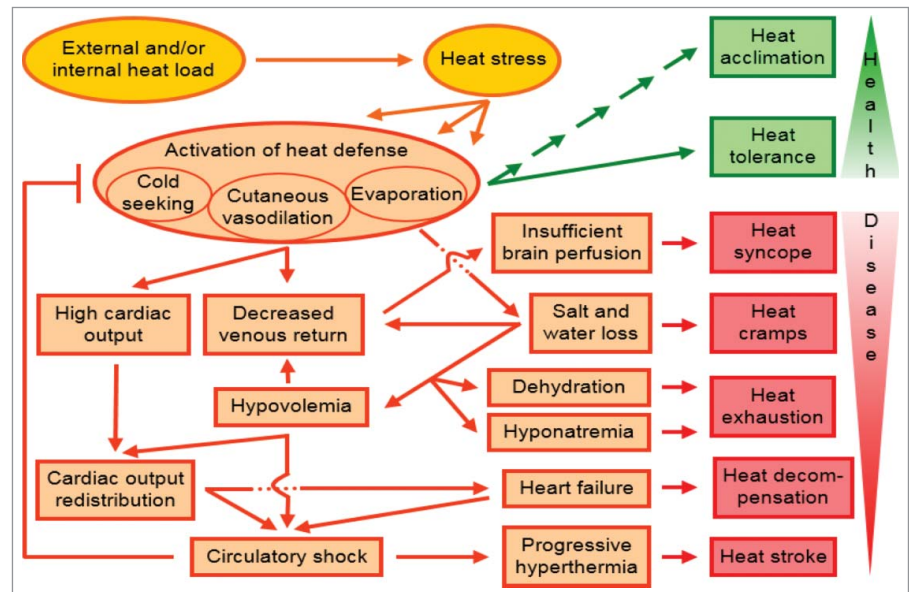 External and/or
internal heat load
Heat stress
Heat
acclimation
Health
Activation of heat defense
Cold
seeking
Cutaneous
vasodilation
Evaporation
Heat
tolerance
Insufficient
brain perfusion
Heat
syncope
Disease
High cardiac
output
Decreased
venous return
Salt and
water loss
Heat
cramps
Hypovolemia
Dehydration
Hyponatremia
Heat
exhaustion
Cardiac output
redistribution
Heart failure
Heat decom-
pensation
Circulatory shock
Progressive
hyperthermia
Heat stroke